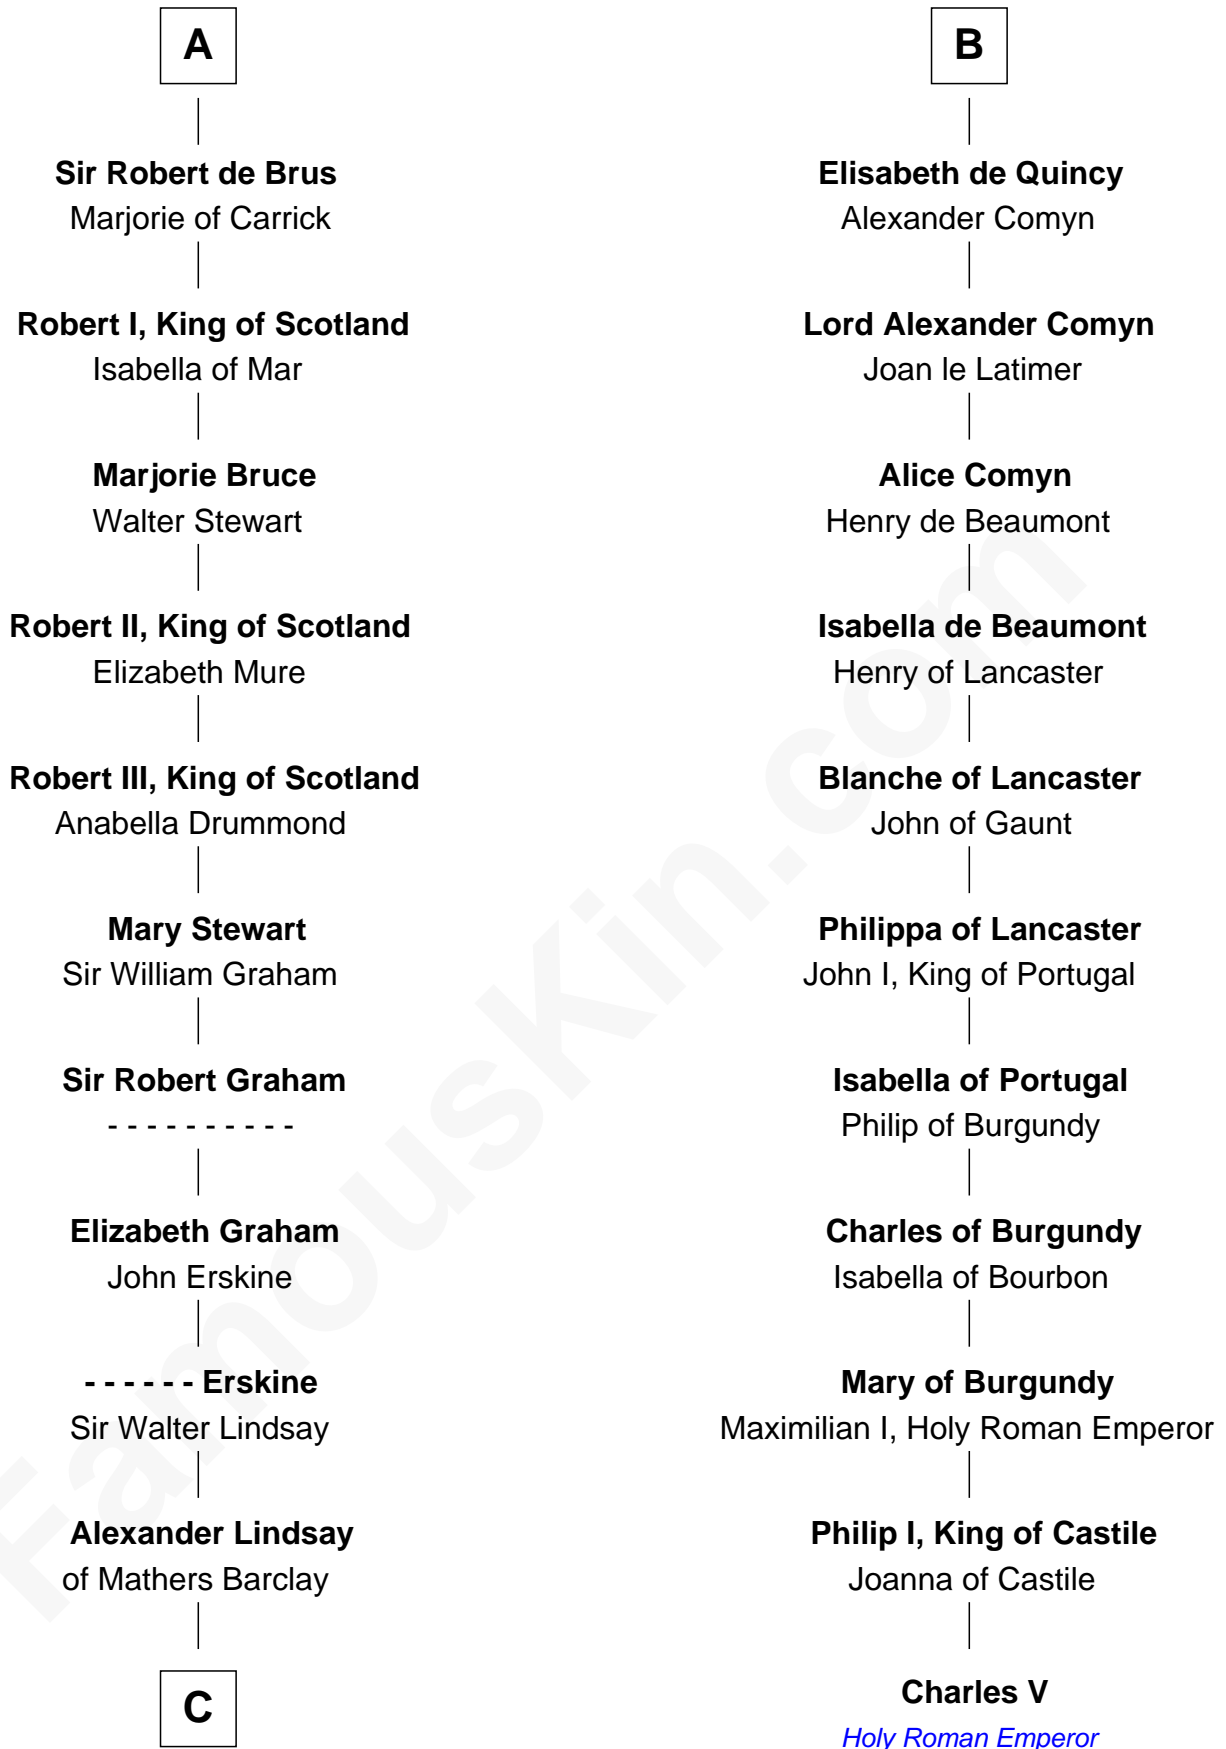 A
Sir Robert de Brus
Marjorie of Carrick
Robert I, King of Scotland
Isabella of Mar
Marjorie Bruce
Walter Stewart
Robert II, King of Scotland
Elizabeth Mure
Robert III, King of Scotland
Anabella Drummond
Mary Stewart
Sir William Graham
Sir Robert Graham
- - - - - - - - - -
Elizabeth Graham
John Erskine
- - - - - - Erskine
Sir Walter Lindsay
Alexander Lindsay
of Mathers Barclay
C
B
Elisabeth de Quincy
Alexander Comyn
Lord Alexander Comyn
Joan le Latimer
Alice Comyn
Henry de Beaumont
Isabella de Beaumont
Henry of Lancaster
Blanche of Lancaster
John of Gaunt
Philippa of Lancaster
John I, King of Portugal
Isabella of Portugal
Philip of Burgundy
Charles of Burgundy
Isabella of Bourbon
Mary of Burgundy
Maximilian I, Holy Roman Emperor
Philip I, King of Castile
Joanna of Castile
Charles V
Holy Roman Emperor
FamousKin.com